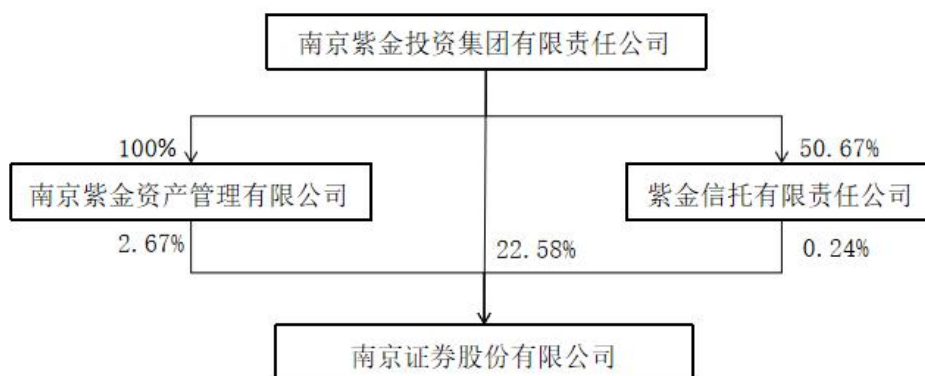 南京紫金投资集团有限责任公司
100%
50.67%
南京紫金资产管理有限公司
紫金信托有限责任公司
2.67%
22.58%
0.24%
南京证券股份有限公司